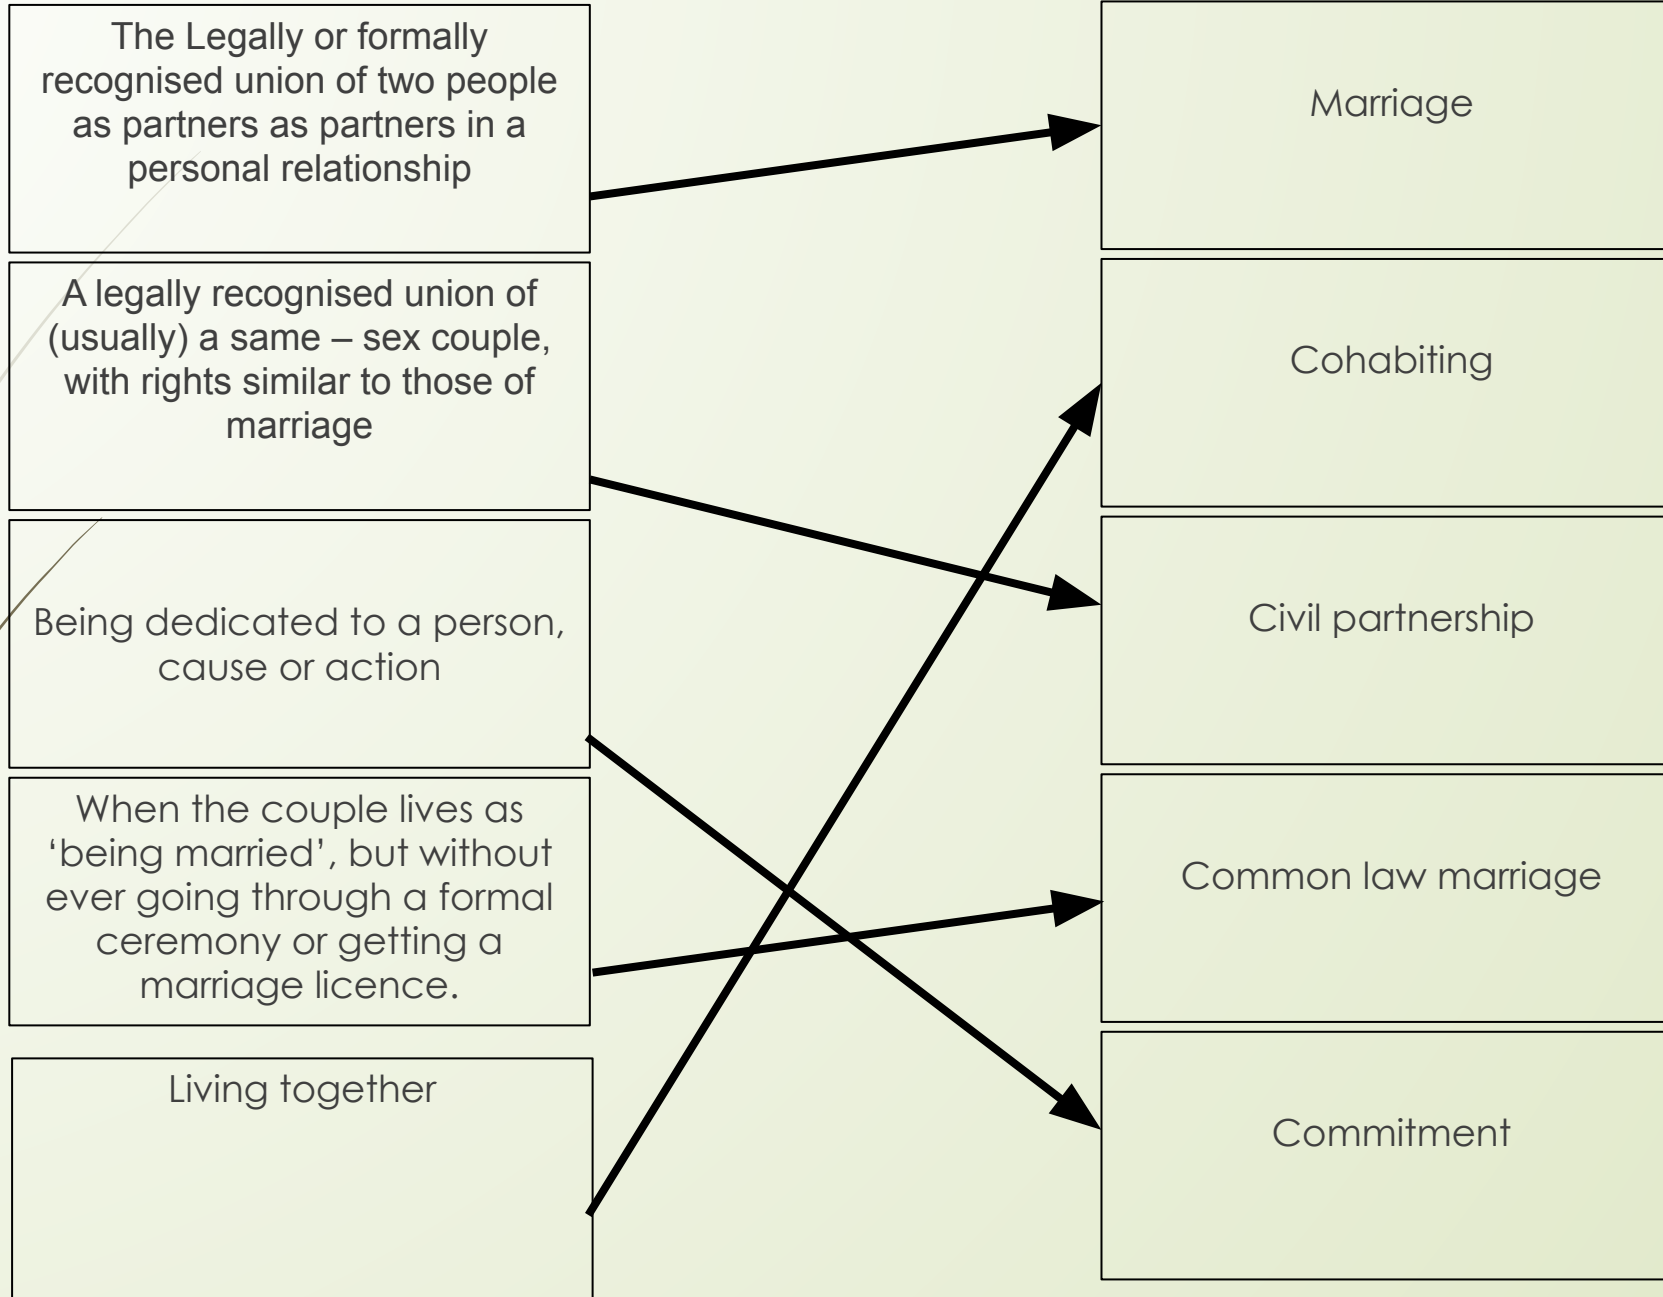 The Legally or formally
recognised union of two people
as partners as partners in a
personal relationship
A legally recognised union of
(usually) a same – sex couple,
with rights similar to those of
marriage
Being dedicated to a person,
cause or action
When the couple lives as
‘being married’, but without
ever going through a formal
ceremony or getting a
marriage licence.
Living together
Marriage
Cohabiting
Civil partnership
Common law marriage
Commitment